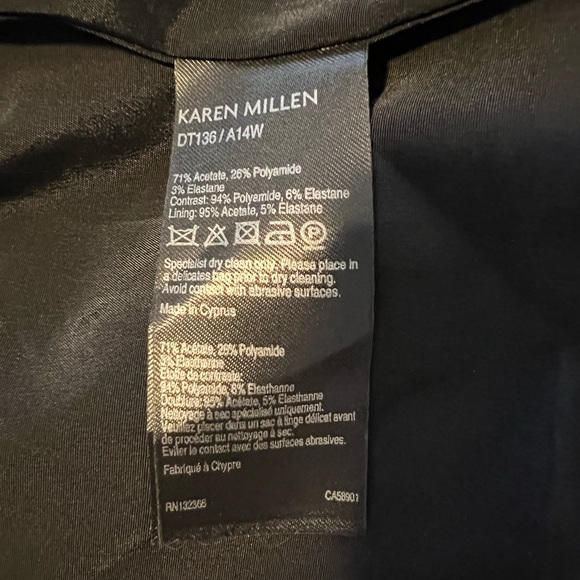 KAREN MILLEN
DT136 / A14W
71% Acetate, 26% Polyamide
3% Elastane
Contrast: 94% Polyamide, 6% Elastane
Lining: 95% Acetate, 5% Elastane
P
Specialist dry clean only. Please place in
a delicates bag prior to dry cleaning.
Avoid contact with abrasive surfaces.
Made in Cyprus
71% Acétate, 26% Polyamide
3% Elasthanne
Etoile de contraste:
94% Polyamide, 6% Elasthanne
Doublure: 95% Acétate, 5% Elasthanne
Nettoyage à sec spécialisé uniquement.
Veuillez placer dans un sac à linge délicat avant
de procéder au nettoyage à sec.
Eviter le contact avec des surfaces abrasives.
Fabriqué à Chypre
RN132366 CA58901